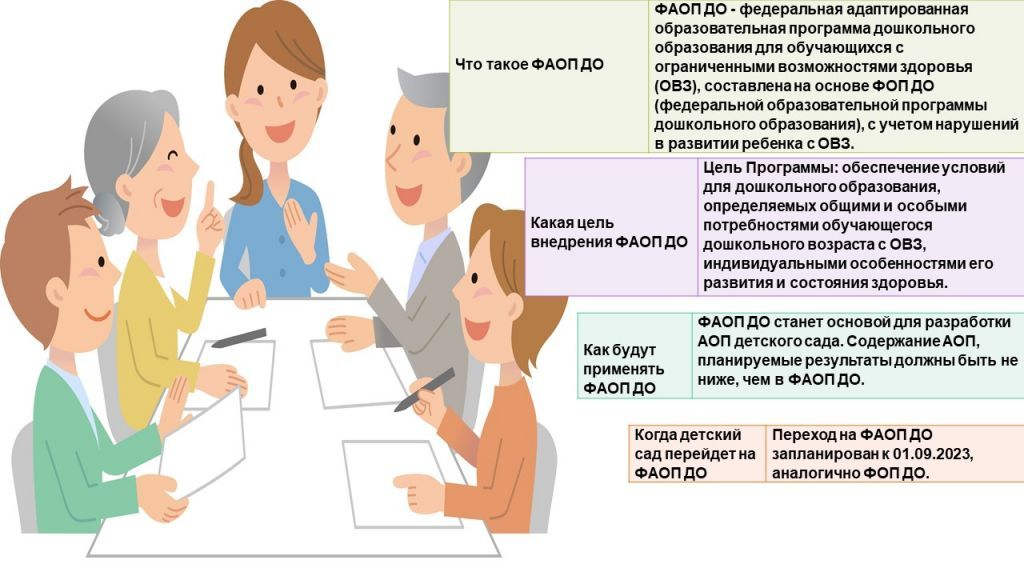 Что такое ФАОП ДО
ФАОП ДО - федеральная адаптированная
образовательная программа дошкольного
образования для обучающихся с
ограниченными возможностями здоровья
(ОВЗ), составлена на основе ФОП ДО
(федеральной образовательной программы
дошкольного образования), с учетом нарушений
в развитии ребенка с ОВЗ.
Какая цель
внедрения ФАОП ДО
Цель Программы: обеспечение условий
для дошкольного образования,
определяемых общими и особыми
потребностями обучающегося
дошкольного возраста с ОВЗ,
индивидуальными особенностями его
развития и состояния здоровья.
Как будут
применять
ФАОП ДО
ФАОП ДО станет основой для разработки
АОП детского сада. Содержание АОП,
планируемые результаты должны быть не
ниже, чем в ФАОП ДО.
Когда детский
сад перейдет на
ФАОП ДО
Переход на ФАОП ДО
запланирован к 01.09.2023,
аналогично ФОП ДО.